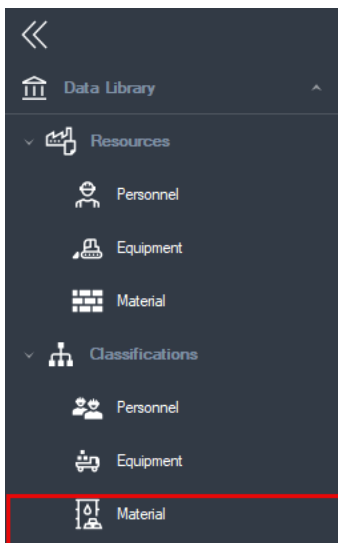 Data Library
Resources
Personnel
Equipment
Material
Classifications
Personnel
Equipment
Material